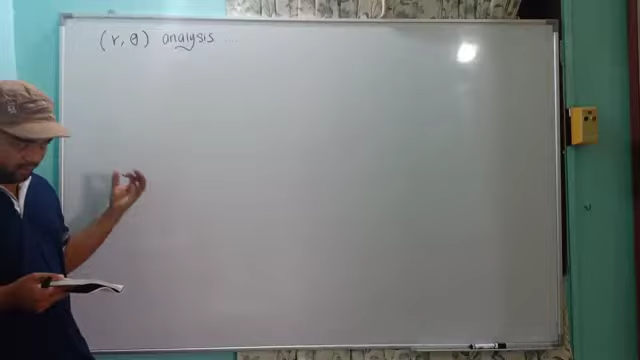 (r, θ) analysis ....